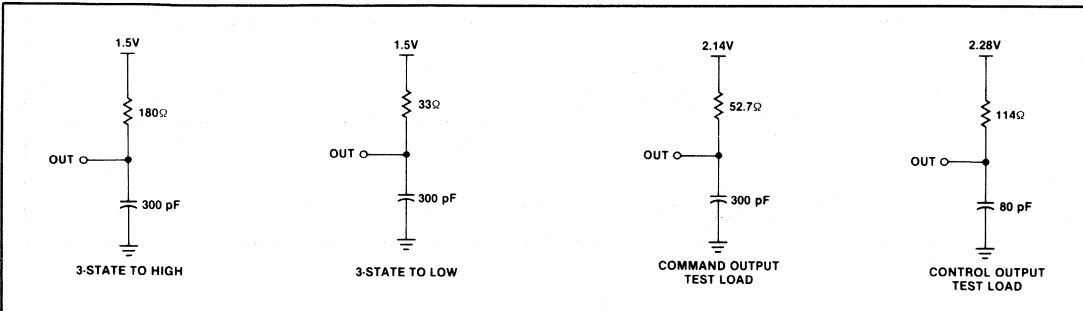 1.5V
180Ω
OUT
300 pF
3-STATE TO HIGH
1.5V
33Ω
OUT
300 pF
3-STATE TO LOW
2.14V
52.7Ω
OUT
300 pF
COMMAND OUTPUT
TEST LOAD
2.28V
114Ω
OUT
80 pF
CONTROL OUTPUT
TEST LOAD